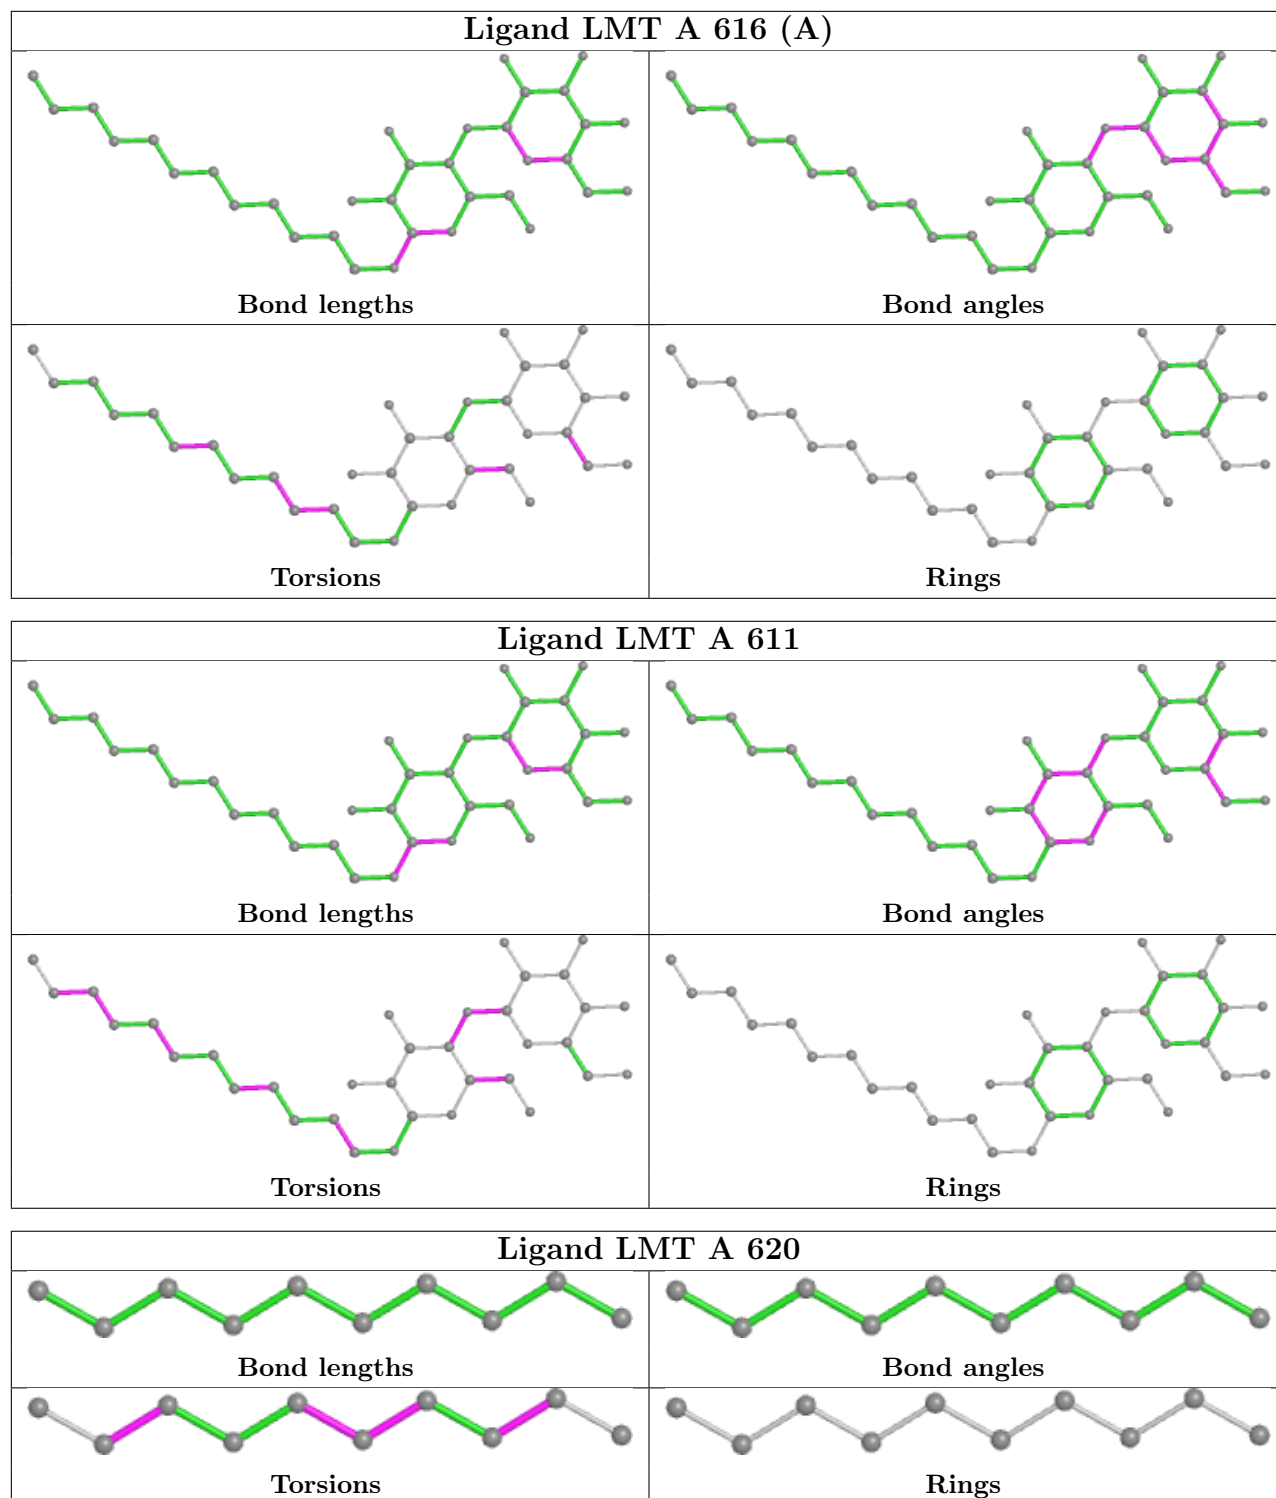 Ligand LMT A 616 (A)
Bond lengths
Bond angles
Torsions
Rings
Ligand LMT A 611
Bond lengths
Bond angles
Torsions
Rings
Ligand LMT A 620
Bond lengths
Bond angles
Torsions
Rings